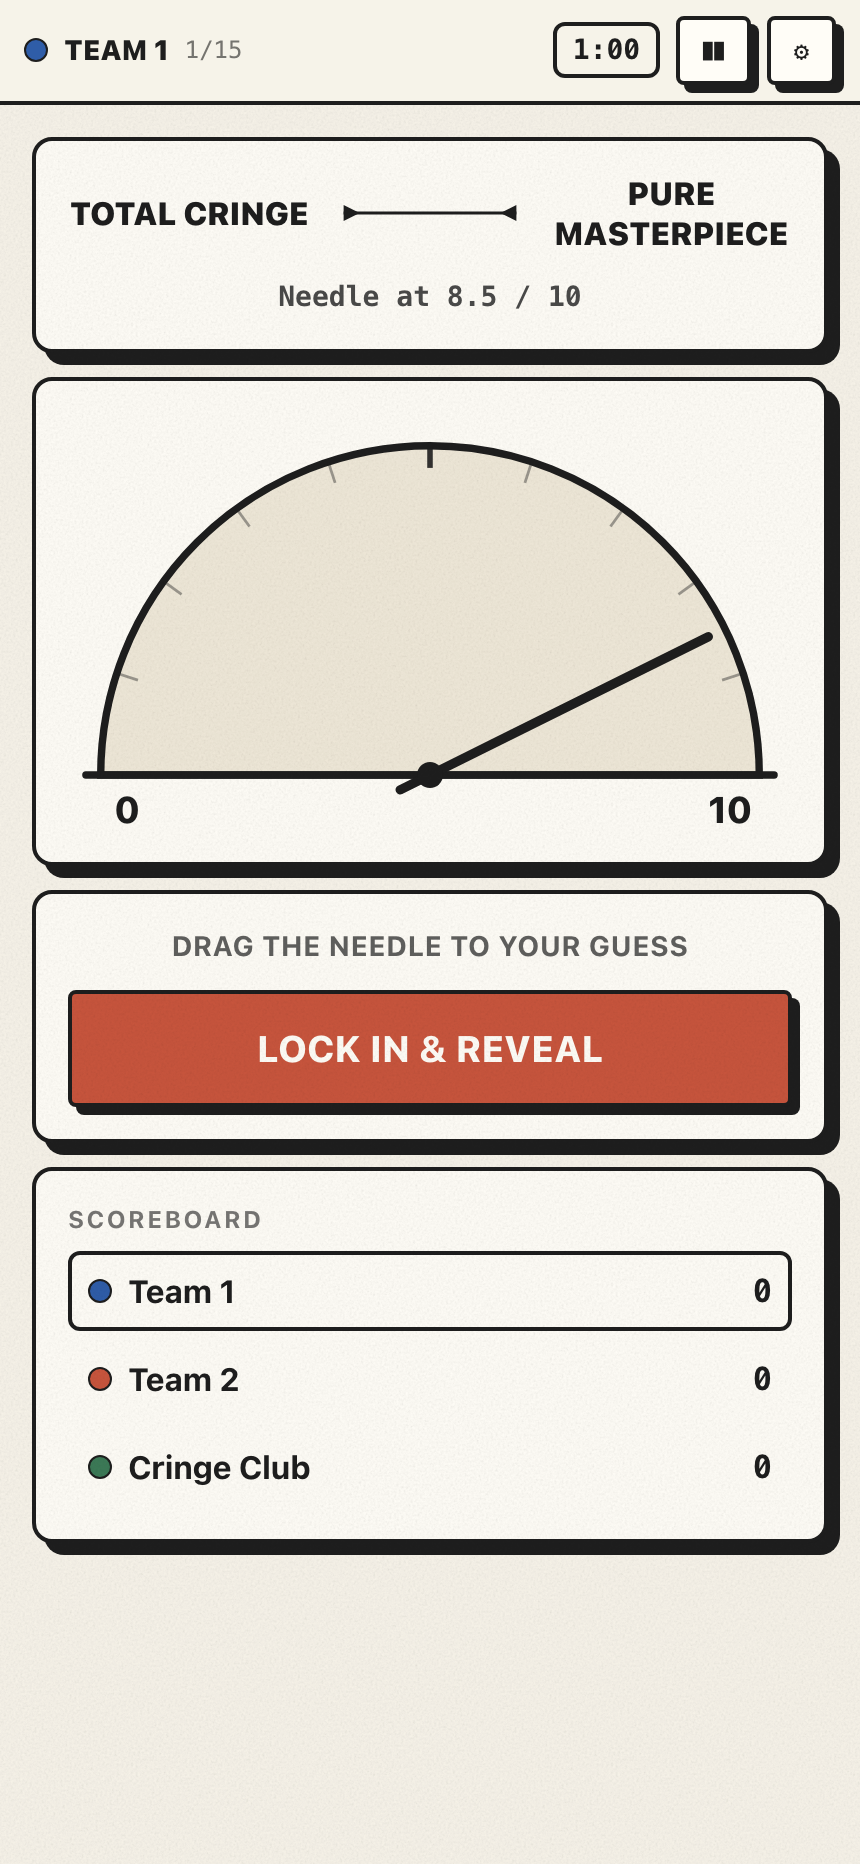 TEAM 1 1/15 1:00
TOTAL CRINGE
PURE
MASTERPIECE
Needle at 8.5 / 10
0 10
DRAG THE NEEDLE TO YOUR GUESS
LOCK IN & REVEAL
SCOREBOARD
Team 1 0
Team 2 0
Cringe Club 0